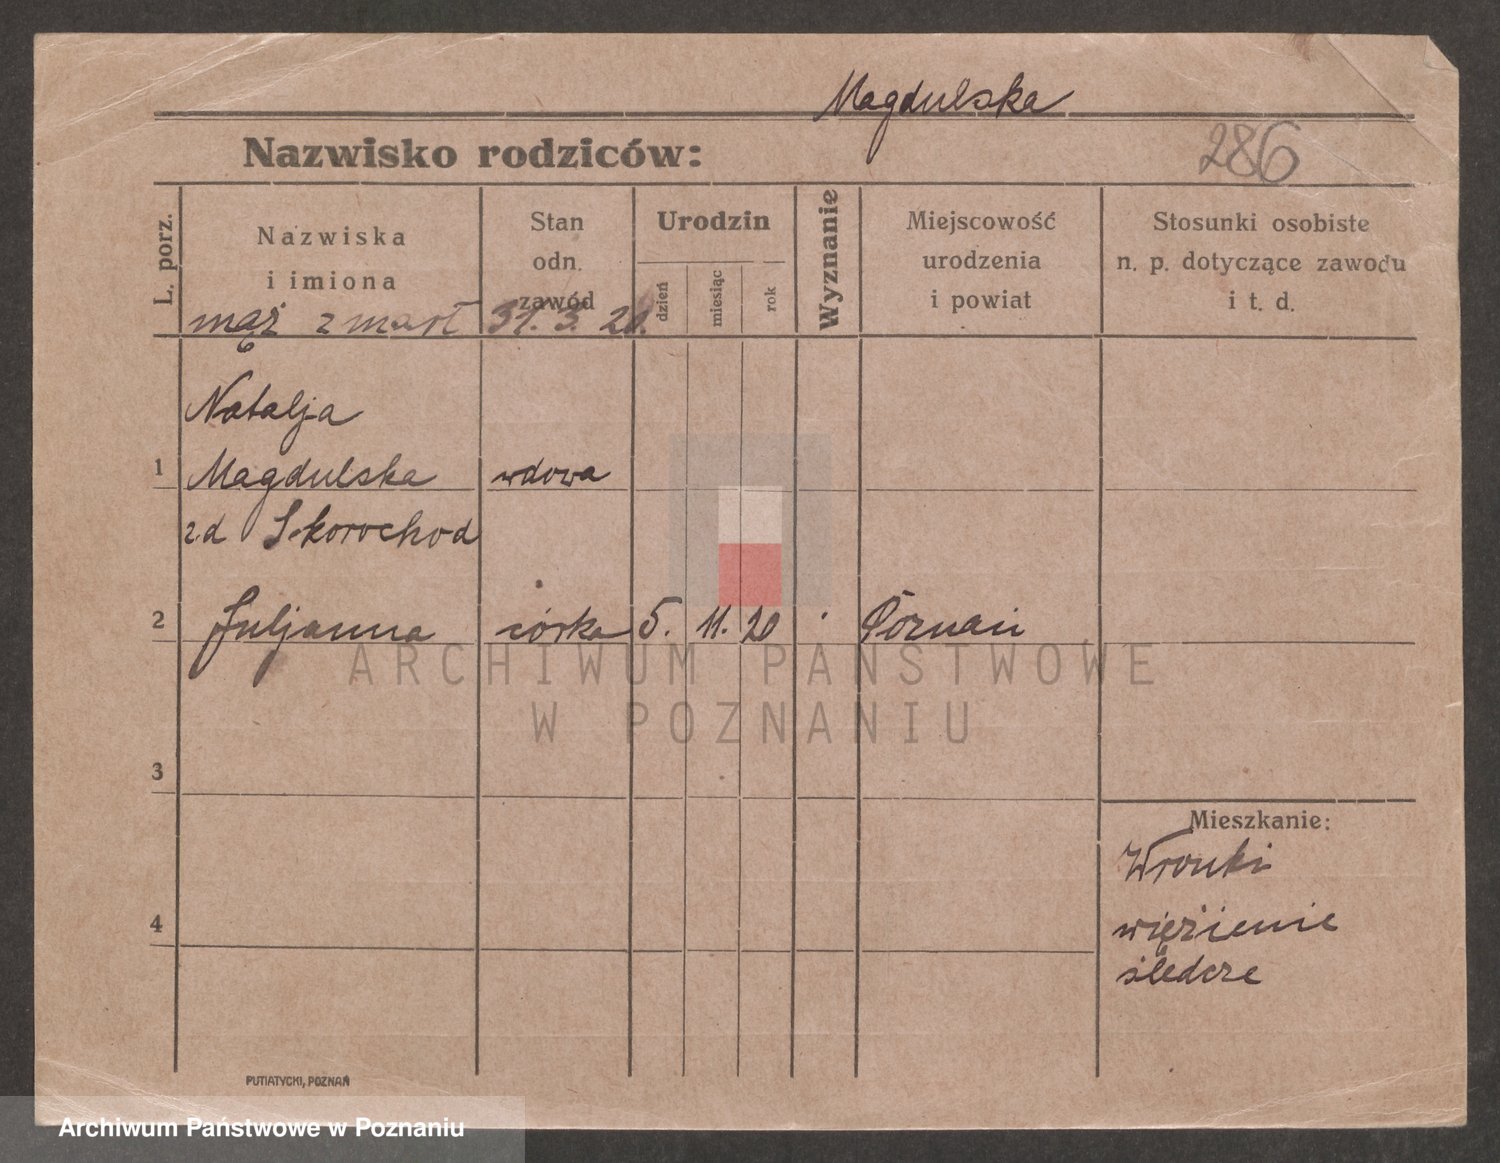 Magdulska
Nazwisko rodziców:
286
L. porz.
Nazwiska
i imiona
Stan
odn.
zawód
Urodzin
dzień
miesiąc
rok
Wyznanie
Miejscowość
urodzenia
i powiat
Stosunki osobiste
n. p. dotyczące zawodu
i t. d.
mąż zmarł 31. 3. 21.
Natalja
1 Magdulska wdowa
zd Skorochod
2 Juljanna córka 5. 11. 20 Poznań
ARCHIWUM PAŃSTWOWE
W POZNANIU
3
Mieszkanie:
Wronki
4
więzienie
śledcze
PUTIATYCKI, POZNAŃ
Archiwum Państwowe w Poznaniu